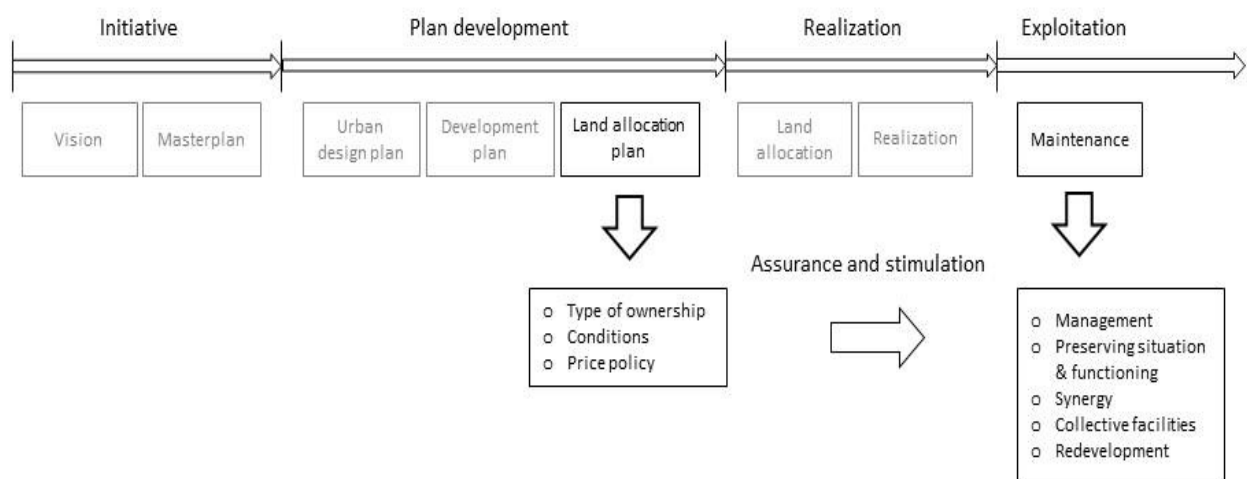 Initiative
Plan development
Realization
Exploitation
Vision
Masterplan
Urban
design plan
Development
plan
Land allocation
plan
Land
allocation
Realization
Maintenance
Assurance and stimulation
o Type of ownership
o Conditions
o Price policy
o Management
o Preserving situation
& functioning
o Synergy
o Collective facilities
o Redevelopment